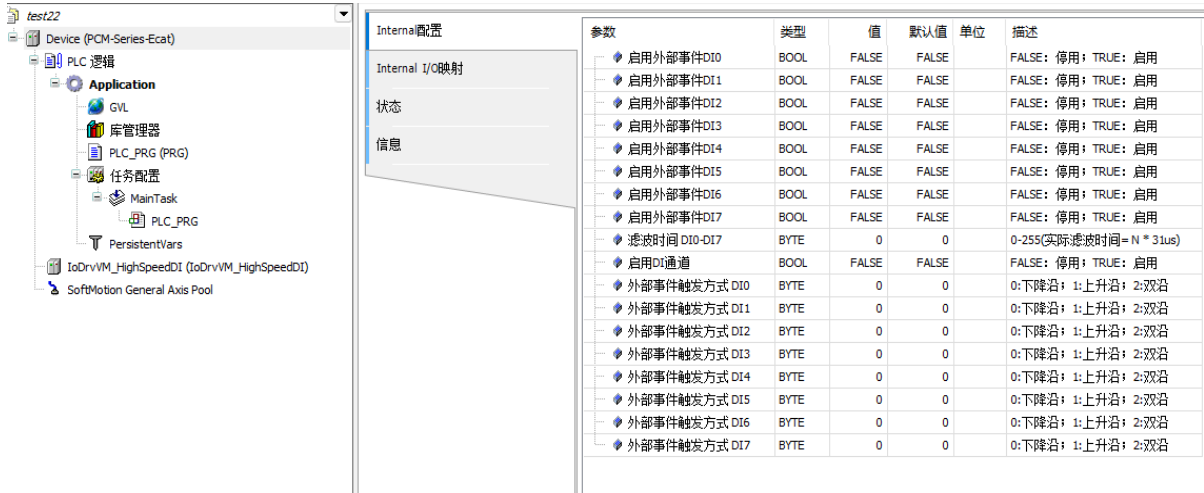 test22
Device (PCM-Series-Ecat)
PLC 逻辑
Application
GVL
库管理器
PLC_PRG (PRG)
任务配置
MainTask
PLC_PRG
PersistentVars
IoDrvVM_HighSpeedDI (IoDrvVM_HighSpeedDI)
SoftMotion General Axis Pool
Internal配置
Internal I/O映射
状态
信息
参数 类型 值 默认值 单位 描述
启用外部事件DI0 BOOL FALSE FALSE FALSE: 停用; TRUE: 启用
启用外部事件DI1 BOOL FALSE FALSE FALSE: 停用; TRUE: 启用
启用外部事件DI2 BOOL FALSE FALSE FALSE: 停用; TRUE: 启用
启用外部事件DI3 BOOL FALSE FALSE FALSE: 停用; TRUE: 启用
启用外部事件DI4 BOOL FALSE FALSE FALSE: 停用; TRUE: 启用
启用外部事件DI5 BOOL FALSE FALSE FALSE: 停用; TRUE: 启用
启用外部事件DI6 BOOL FALSE FALSE FALSE: 停用; TRUE: 启用
启用外部事件DI7 BOOL FALSE FALSE FALSE: 停用; TRUE: 启用
滤波时间 DI0-DI7 BYTE 0 0 0-255(实际滤波时间= N * 31us)
启用DI通道 BOOL FALSE FALSE FALSE: 停用; TRUE: 启用
外部事件触发方式 DI0 BYTE 0 0 0:下降沿; 1:上升沿; 2:双沿
外部事件触发方式 DI1 BYTE 0 0 0:下降沿; 1:上升沿; 2:双沿
外部事件触发方式 DI2 BYTE 0 0 0:下降沿; 1:上升沿; 2:双沿
外部事件触发方式 DI3 BYTE 0 0 0:下降沿; 1:上升沿; 2:双沿
外部事件触发方式 DI4 BYTE 0 0 0:下降沿; 1:上升沿; 2:双沿
外部事件触发方式 DI5 BYTE 0 0 0:下降沿; 1:上升沿; 2:双沿
外部事件触发方式 DI6 BYTE 0 0 0:下降沿; 1:上升沿; 2:双沿
外部事件触发方式 DI7 BYTE 0 0 0:下降沿; 1:上升沿; 2:双沿